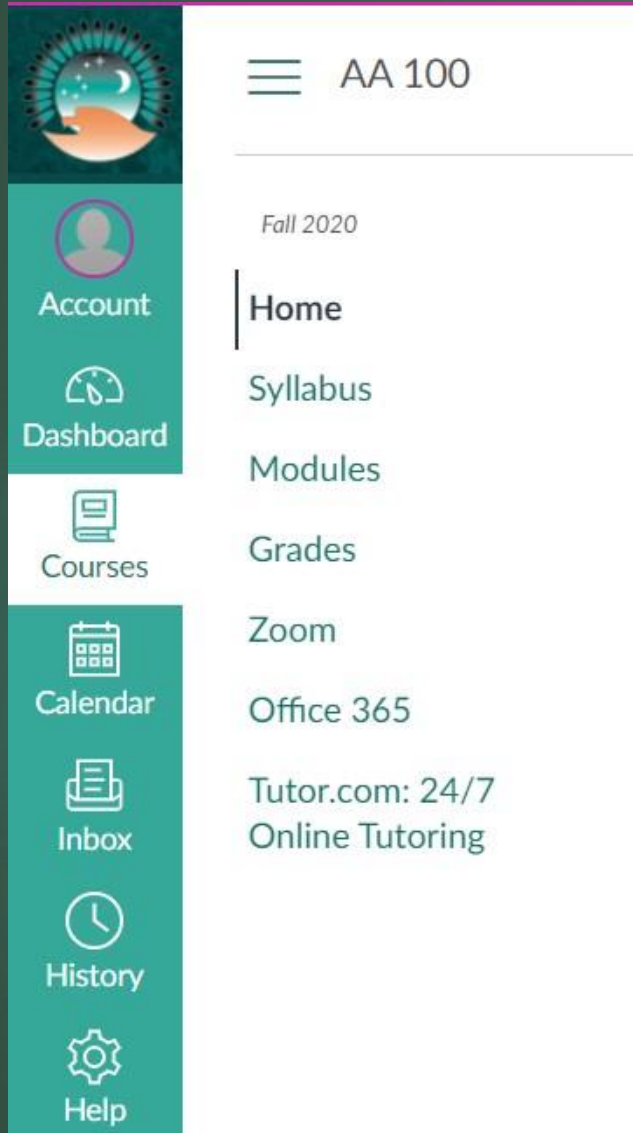 AA 100
Account
Dashboard
Courses
Calendar
Inbox
History
Help
Fall 2020
Home
Syllabus
Modules
Grades
Zoom
Office 365
Tutor.com: 24/7
Online Tutoring